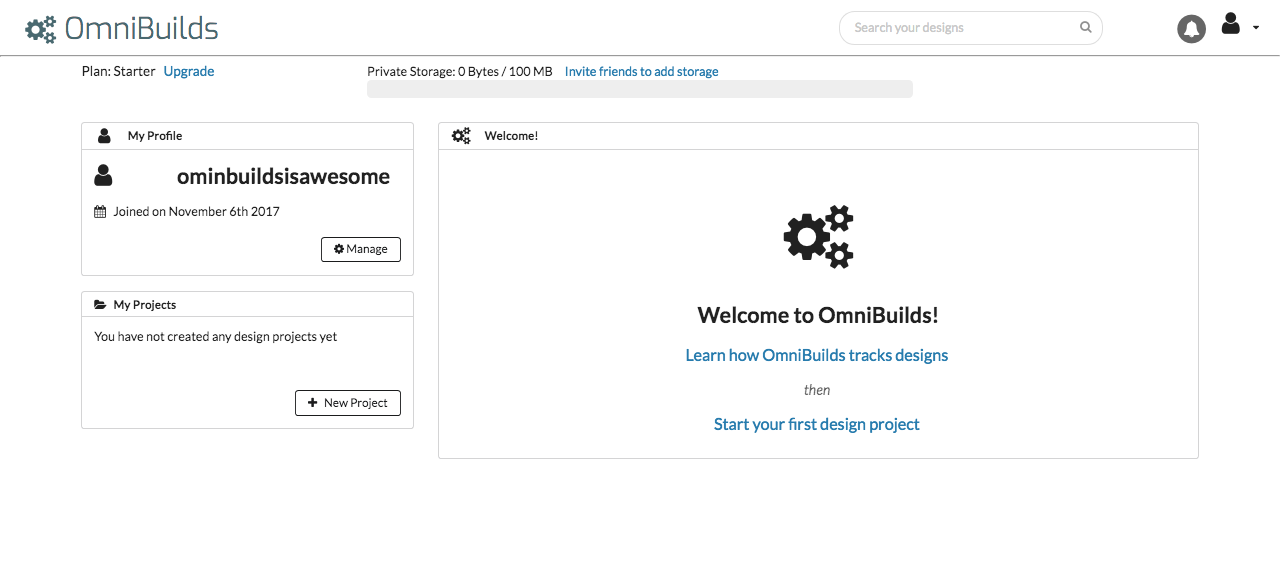 OmniBuilds
Search your designs
Plan: Starter Upgrade
Private Storage: 0 Bytes / 100 MB Invite friends to add storage
My Profile
ominbuildsisawesome
Joined on November 6th 2017
Manage
My Projects
You have not created any design projects yet
New Project
Welcome!
Welcome to OmniBuilds!
Learn how OmniBuilds tracks designs
then
Start your first design project